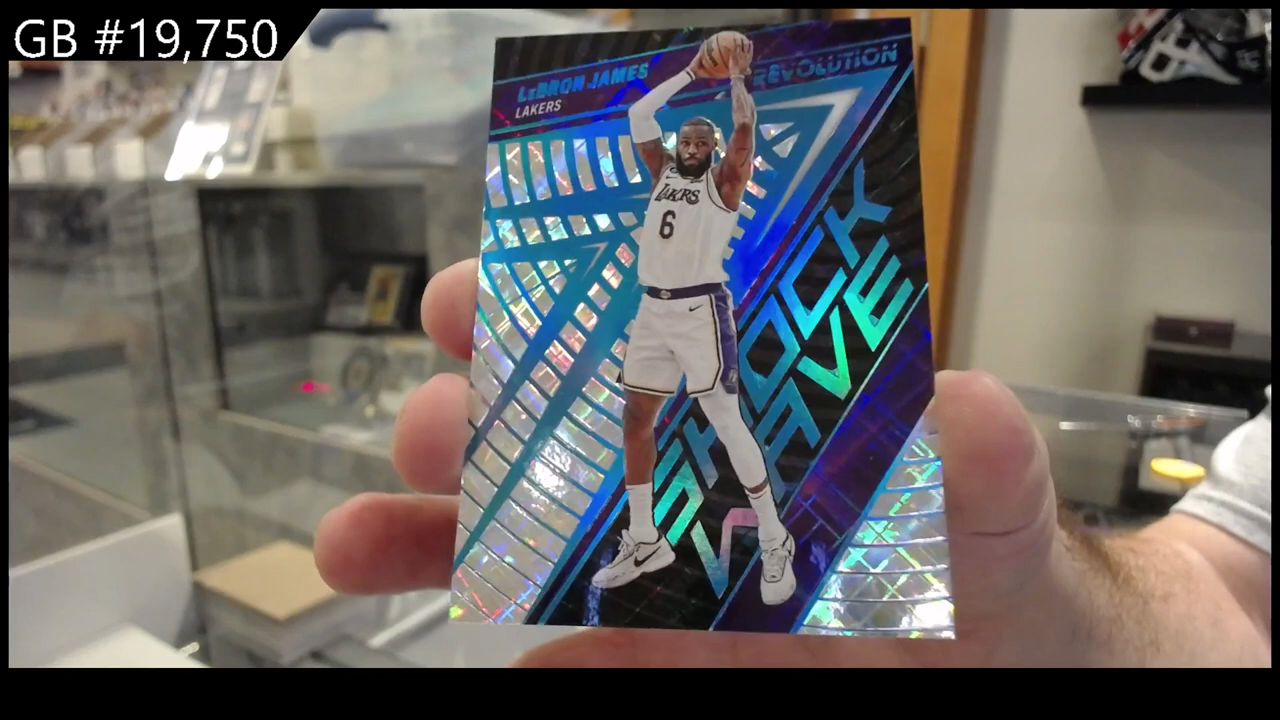 GB #19,750
LEBRON JAMES
LAKERS
REVOLUTION
LAKERS
6
SHOCK
WAVE